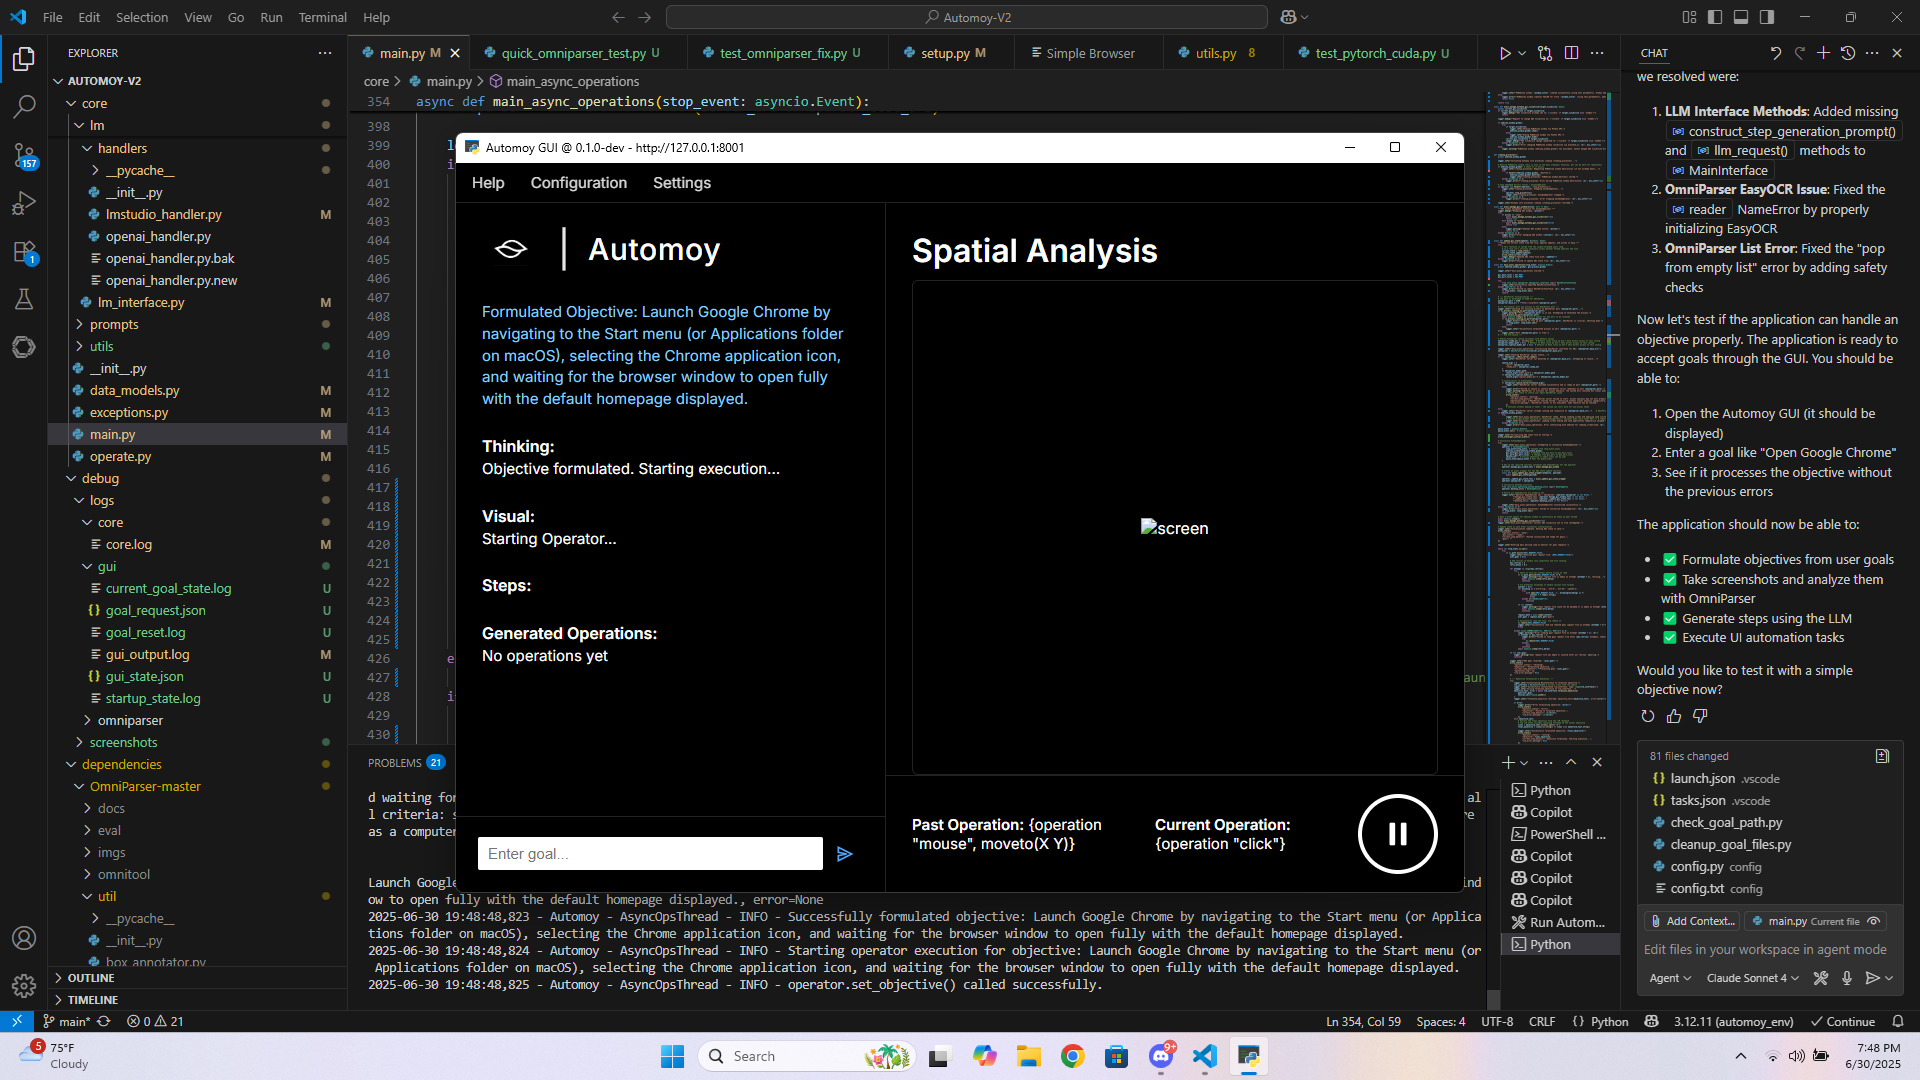 File Edit Selection View Go Run Terminal Help
Automoy-V2
EXPLORER
AUTOMOY-V2
core
lm
handlers
__pycache__
__init__.py
lmstudio_handler.py M
openai_handler.py
openai_handler.py.bak
openai_handler.py.new
lm_interface.py M
prompts
utils
__init__.py
data_models.py M
exceptions.py M
main.py M
operate.py M
debug
logs
core
core.log M
gui
current_goal_state.log U
goal_request.json U
goal_reset.log U
gui_output.log M
gui_state.json U
startup_state.log U
omniparser
screenshots
dependencies
OmniParser-master
docs
eval
imgs
omnitool
util
__pycache__
__init__.py
box_annotator.py
OUTLINE
TIMELINE
157
1
main.py M
quick_omniparser_test.py U
test_omniparser_fix.py U
setup.py M
Simple Browser
utils.py 8
test_pytorch_cuda.py U
core > main.py > main_async_operations
354 async def main_async_operations(stop_event: asyncio.Event):
398
399
400
401
402
403
404
405
406
407
408
409
410
411
412
413
414
415
416
417
418
419
420
421
422
423
424
425
426
427
428
429
430
Automoy GUI @ 0.1.0-dev - http://127.0.0.1:8001
Help Configuration Settings
Automoy
Formulated Objective: Launch Google Chrome by
navigating to the Start menu (or Applications folder
on macOS), selecting the Chrome application icon,
and waiting for the browser window to open fully
with the default homepage displayed.
Thinking:
Objective formulated. Starting execution...
Visual:
Starting Operator...
Steps:
Generated Operations:
No operations yet
Enter goal...
Spatial Analysis
screen
Past Operation: {operation
"mouse", moveto(X Y)}
Current Operation:
{operation "click"}
PROBLEMS 21
d waiting for
l criteria: s
as a computer
Launch Googl
ow to open fully with the default homepage displayed., error=None
2025-06-30 19:48:48,823 - Automoy - AsyncOpsThread - INFO - Successfully formulated objective: Launch Google Chrome by navigating to the Start menu (or Applica
tions folder on macOS), selecting the Chrome application icon, and waiting for the browser window to open fully with the default homepage displayed.
2025-06-30 19:48:48,824 - Automoy - AsyncOpsThread - INFO - Starting operator execution for objective: Launch Google Chrome by navigating to the Start menu (or
Applications folder on macOS), selecting the Chrome application icon, and waiting for the browser window to open fully with the default homepage displayed.
2025-06-30 19:48:48,825 - Automoy - AsyncOpsThread - INFO - operator.set_objective() called successfully.
Python
Copilot
PowerShell ...
Copilot
Copilot
Copilot
Run Autom...
Python
CHAT
we resolved were:
1. LLM Interface Methods: Added missing
construct_step_generation_prompt()
and llm_request() methods to
MainInterface
2. OmniParser EasyOCR Issue: Fixed the
reader NameError by properly
initializing EasyOCR
3. OmniParser List Error: Fixed the "pop
from empty list" error by adding safety
checks
Now let's test if the application can handle an
objective properly. The application is ready to
accept goals through the GUI. You should be
able to:
1. Open the Automoy GUI (it should be
displayed)
2. Enter a goal like "Open Google Chrome"
3. See if it processes the objective without
the previous errors
The application should now be able to:
• ✅ Formulate objectives from user goals
• ✅ Take screenshots and analyze them
with OmniParser
• ✅ Generate steps using the LLM
• ✅ Execute UI automation tasks
Would you like to test it with a simple
objective now?
81 files changed
launch.json .vscode
tasks.json .vscode
check_goal_path.py
cleanup_goal_files.py
config.py config
config.txt config
Add Context...
main.py Current file
Edit files in your workspace in agent mode
Agent Claude Sonnet 4
main* 0 21
Ln 354, Col 59 Spaces: 4 UTF-8 CRLF Python 3.12.11 (automoy_env) Continue
5
75°F
Cloudy
Search
9+
7:48 PM
6/30/2025